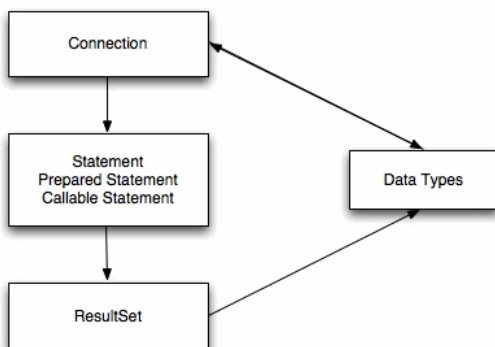 Connection
Statement
Prepared Statement
Callable Statement
Data Types
ResultSet